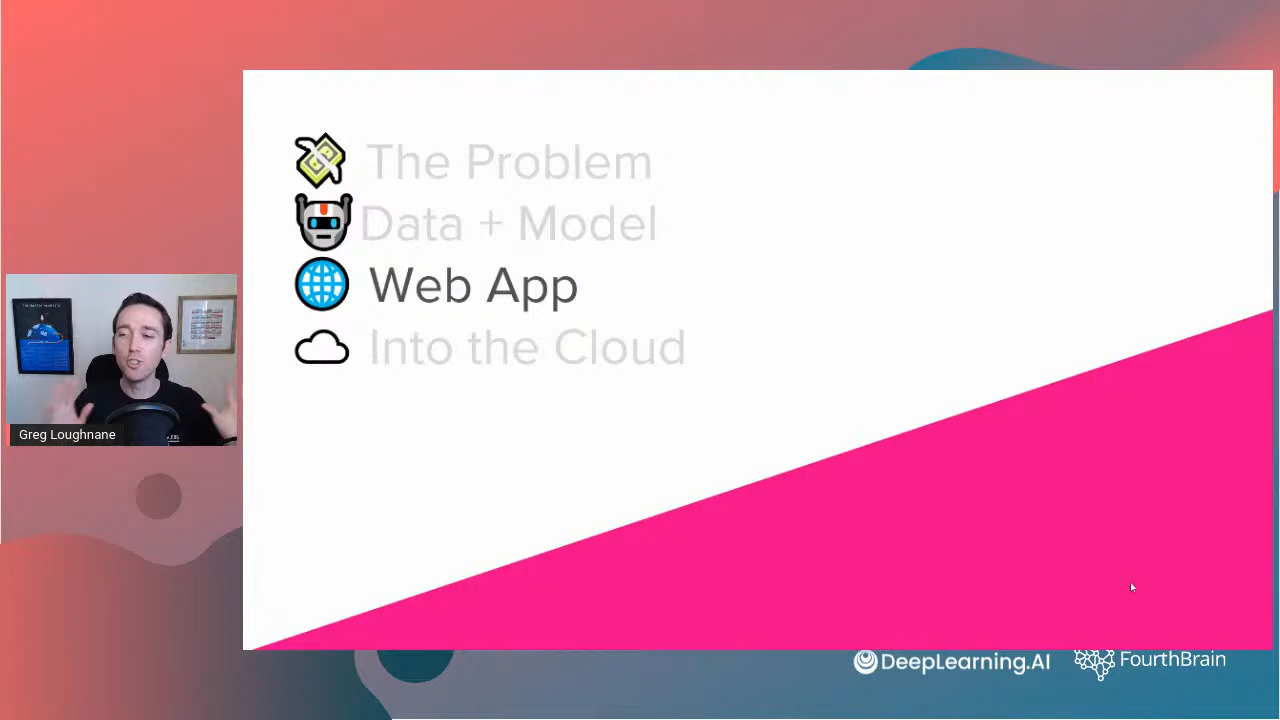 The Problem
Data + Model
Web App
Into the Cloud
Greg Loughnane
DeepLearning.AI
FourthBrain